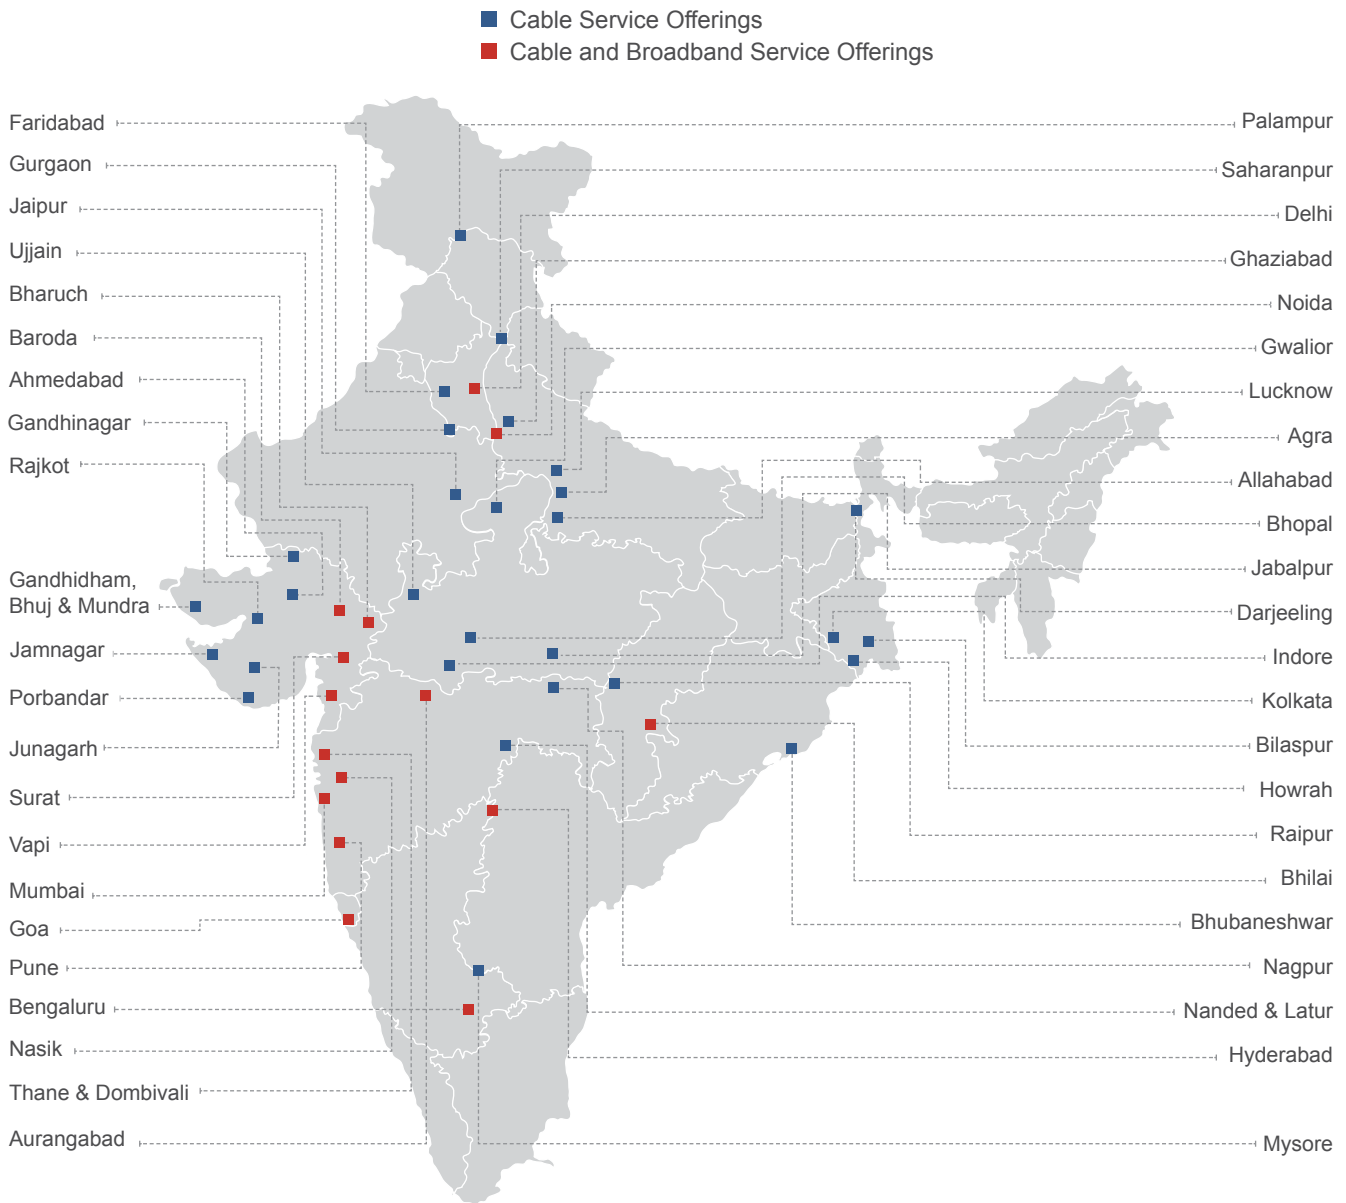 Cable Service Offerings
Cable and Broadband Service Offerings
Faridabad
Gurgaon
Jaipur
Ujjain
Bharuch
Baroda
Ahmedabad
Gandhinagar
Rajkot
Gandhidham,
Bhuj & Mundra
Jamnagar
Porbandar
Junagarh
Surat
Vapi
Mumbai
Goa
Pune
Bengaluru
Nasik
Thane & Dombivali
Aurangabad
Palampur
Saharanpur
Delhi
Ghaziabad
Noida
Gwalior
Lucknow
Agra
Allahabad
Bhopal
Jabalpur
Darjeeling
Indore
Kolkata
Bilaspur
Howrah
Raipur
Bhilai
Bhubaneshwar
Nagpur
Nanded & Latur
Hyderabad
Mysore